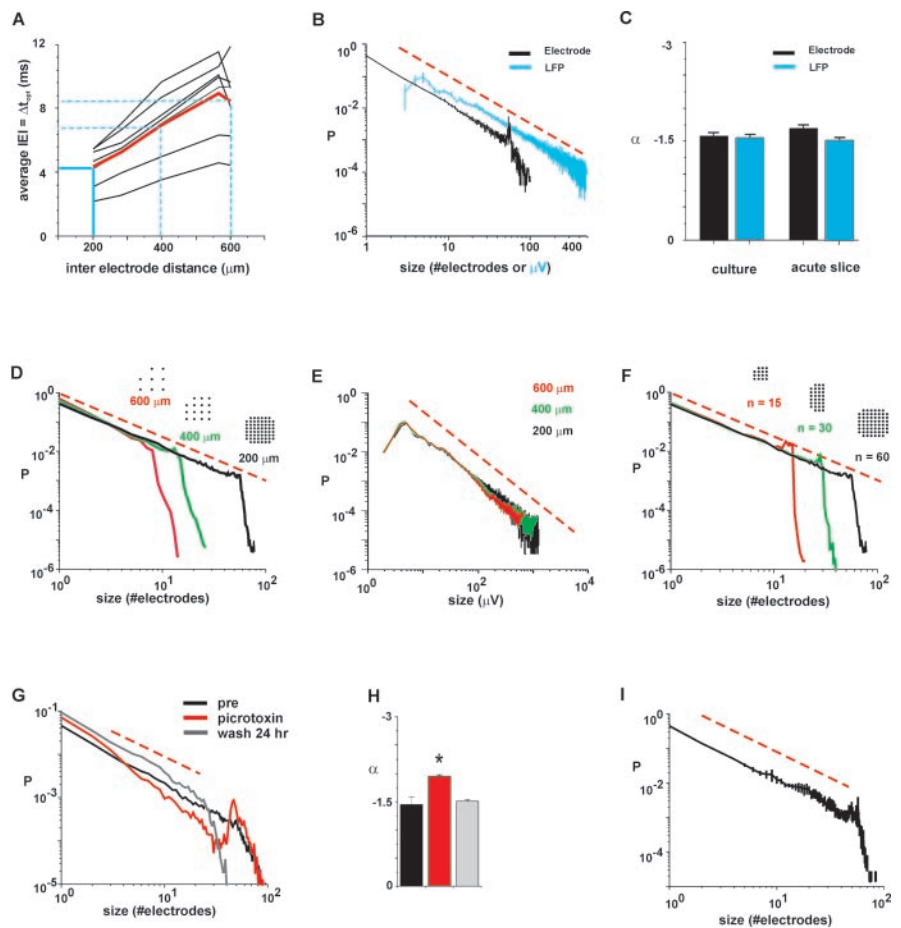 A
12
8
4
0
average IEI = Δt opt (ms)
200
400
600
inter electrode distance (µm)
B
10^0
10^-2
10^-4
10^-6
P
Electrode
LFP
1
10
100
400
size (#electrodes or µV)
C
-3
-1.5
0
α
Electrode
LFP
culture
acute slice
D
10^0
10^-2
10^-4
10^-6
P
600 µm
400 µm
200 µm
10^0
10^1
10^2
size (#electrodes)
E
10^0
10^-2
10^-4
10^-6
P
600 µm
400 µm
200 µm
10^0
10^2
10^4
size (µV)
F
10^0
10^-2
10^-4
10^-6
P
n = 15
n = 30
n = 60
10^0
10^1
10^2
size (#electrodes)
G
10^-1
10^-3
10^-5
P
pre
picrotoxin
wash 24 hr
10^0
10^1
10^2
size (#electrodes)
H
-3
-1.5
0
α
*
I
10^0
10^-2
10^-4
P
10^0
10^1
10^2
size (#electrodes)